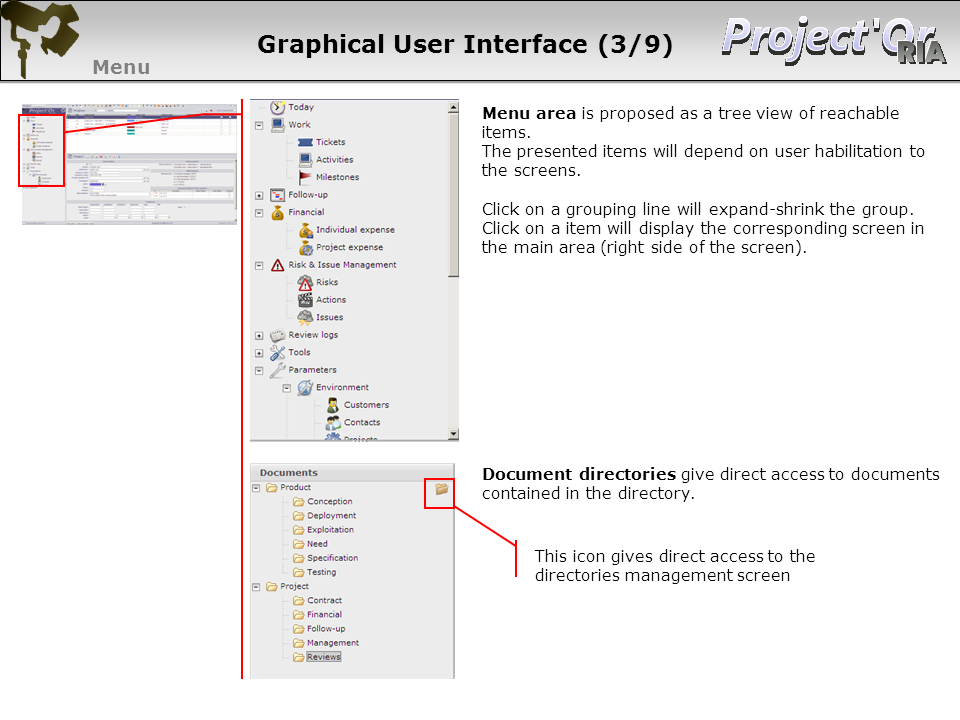 Graphical User Interface (3/9)
Project'Or
RIA
Menu
Today
Work
Tickets
Activities
Milestones
Follow-up
Financial
Individual expense
Project expense
Risk & Issue Management
Risks
Actions
Issues
Review logs
Tools
Parameters
Environment
Customers
Contacts
Projects
Menu area is proposed as a tree view of reachable
items.
The presented items will depend on user habilitation to
the screens.
Click on a grouping line will expand-shrink the group.
Click on a item will display the corresponding screen in
the main area (right side of the screen).
Documents
Product
Conception
Deployment
Exploitation
Need
Specification
Testing
Project
Contract
Financial
Follow-up
Management
Reviews
Document directories give direct access to documents
contained in the directory.
This icon gives direct access to the
directories management screen